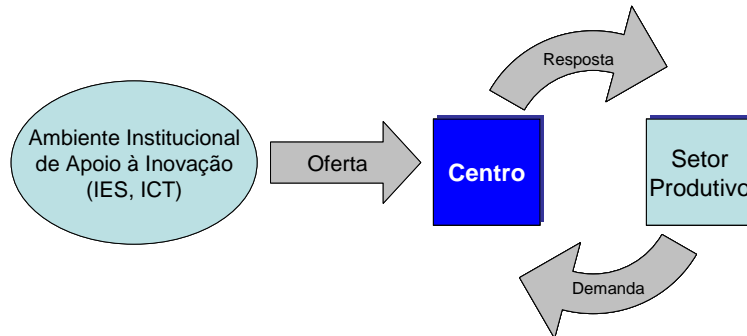 Ambiente Institucional
de Apoio à Inovação
(IES, ICT)
Oferta
Centro
Resposta
Setor
Produtivo
Demanda